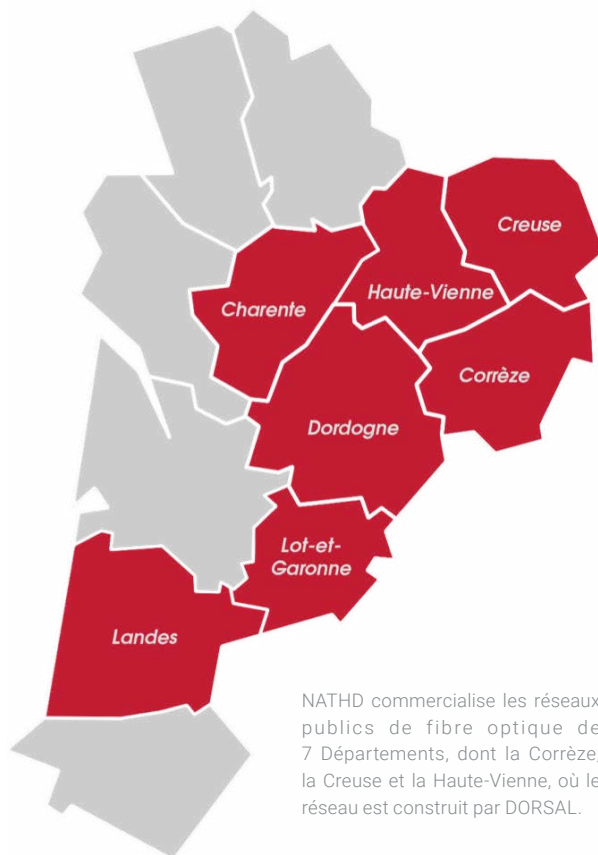 Creuse
Haute-Vienne
Charente
Corrèze
Dordogne
Lot-et-
Garonne
Landes
NATHD commercialise les réseaux
publics de fibre optique de
7 Départements, dont la Corrèze,
la Creuse et la Haute-Vienne, où le
réseau est construit par DORSAL.